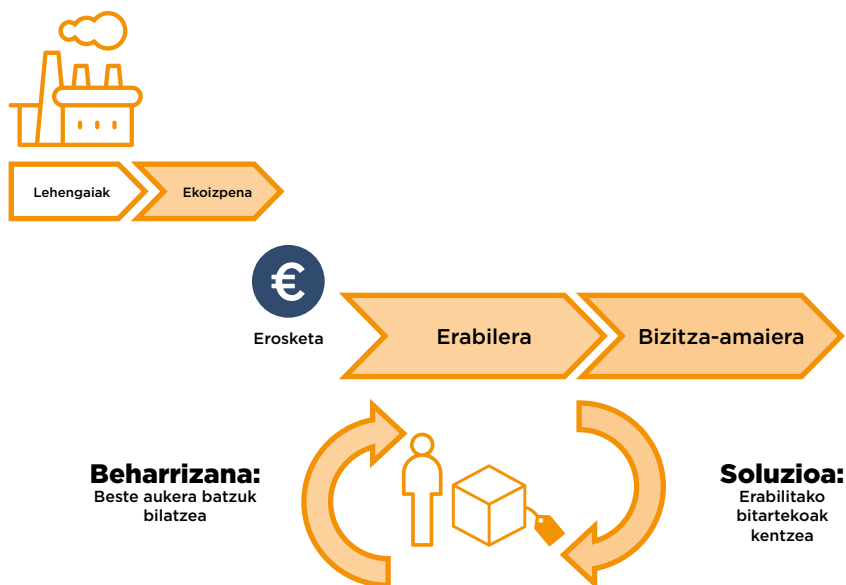 Lehengaiak
Ekoizpena
€
Erosketa
Erabilera
Bizitza-amaiera
Beharrizana:
Beste aukera batzuk
bilatzea
Soluzioa:
Erabilitako
bitartekoak
kentzea